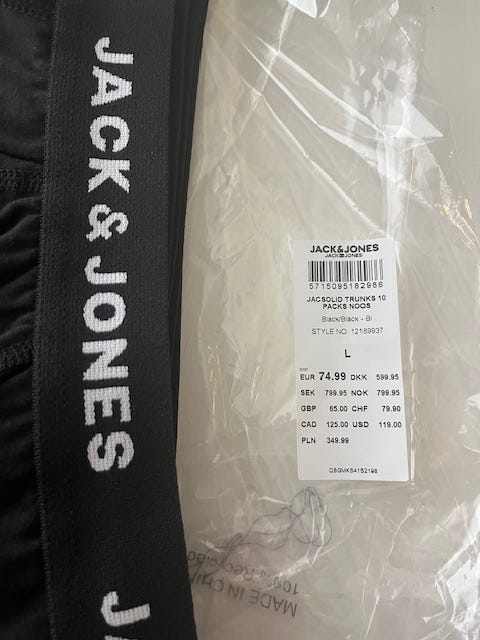 JACK & JONES
J
JACK&JONES
JACK&JONES
5715095182986
JACSOLID TRUNKS 10
PACKS NOOS
Black/Black - Bl
STYLE NO. 12189937
L
EUR 74.99 DKK 599.95
SEK 799.95 NOK 799.95
GBP 65.00 CHF 79.90
CAD 125.00 USD 119.00
PLN 349.99
MADE IN
100% Recycled